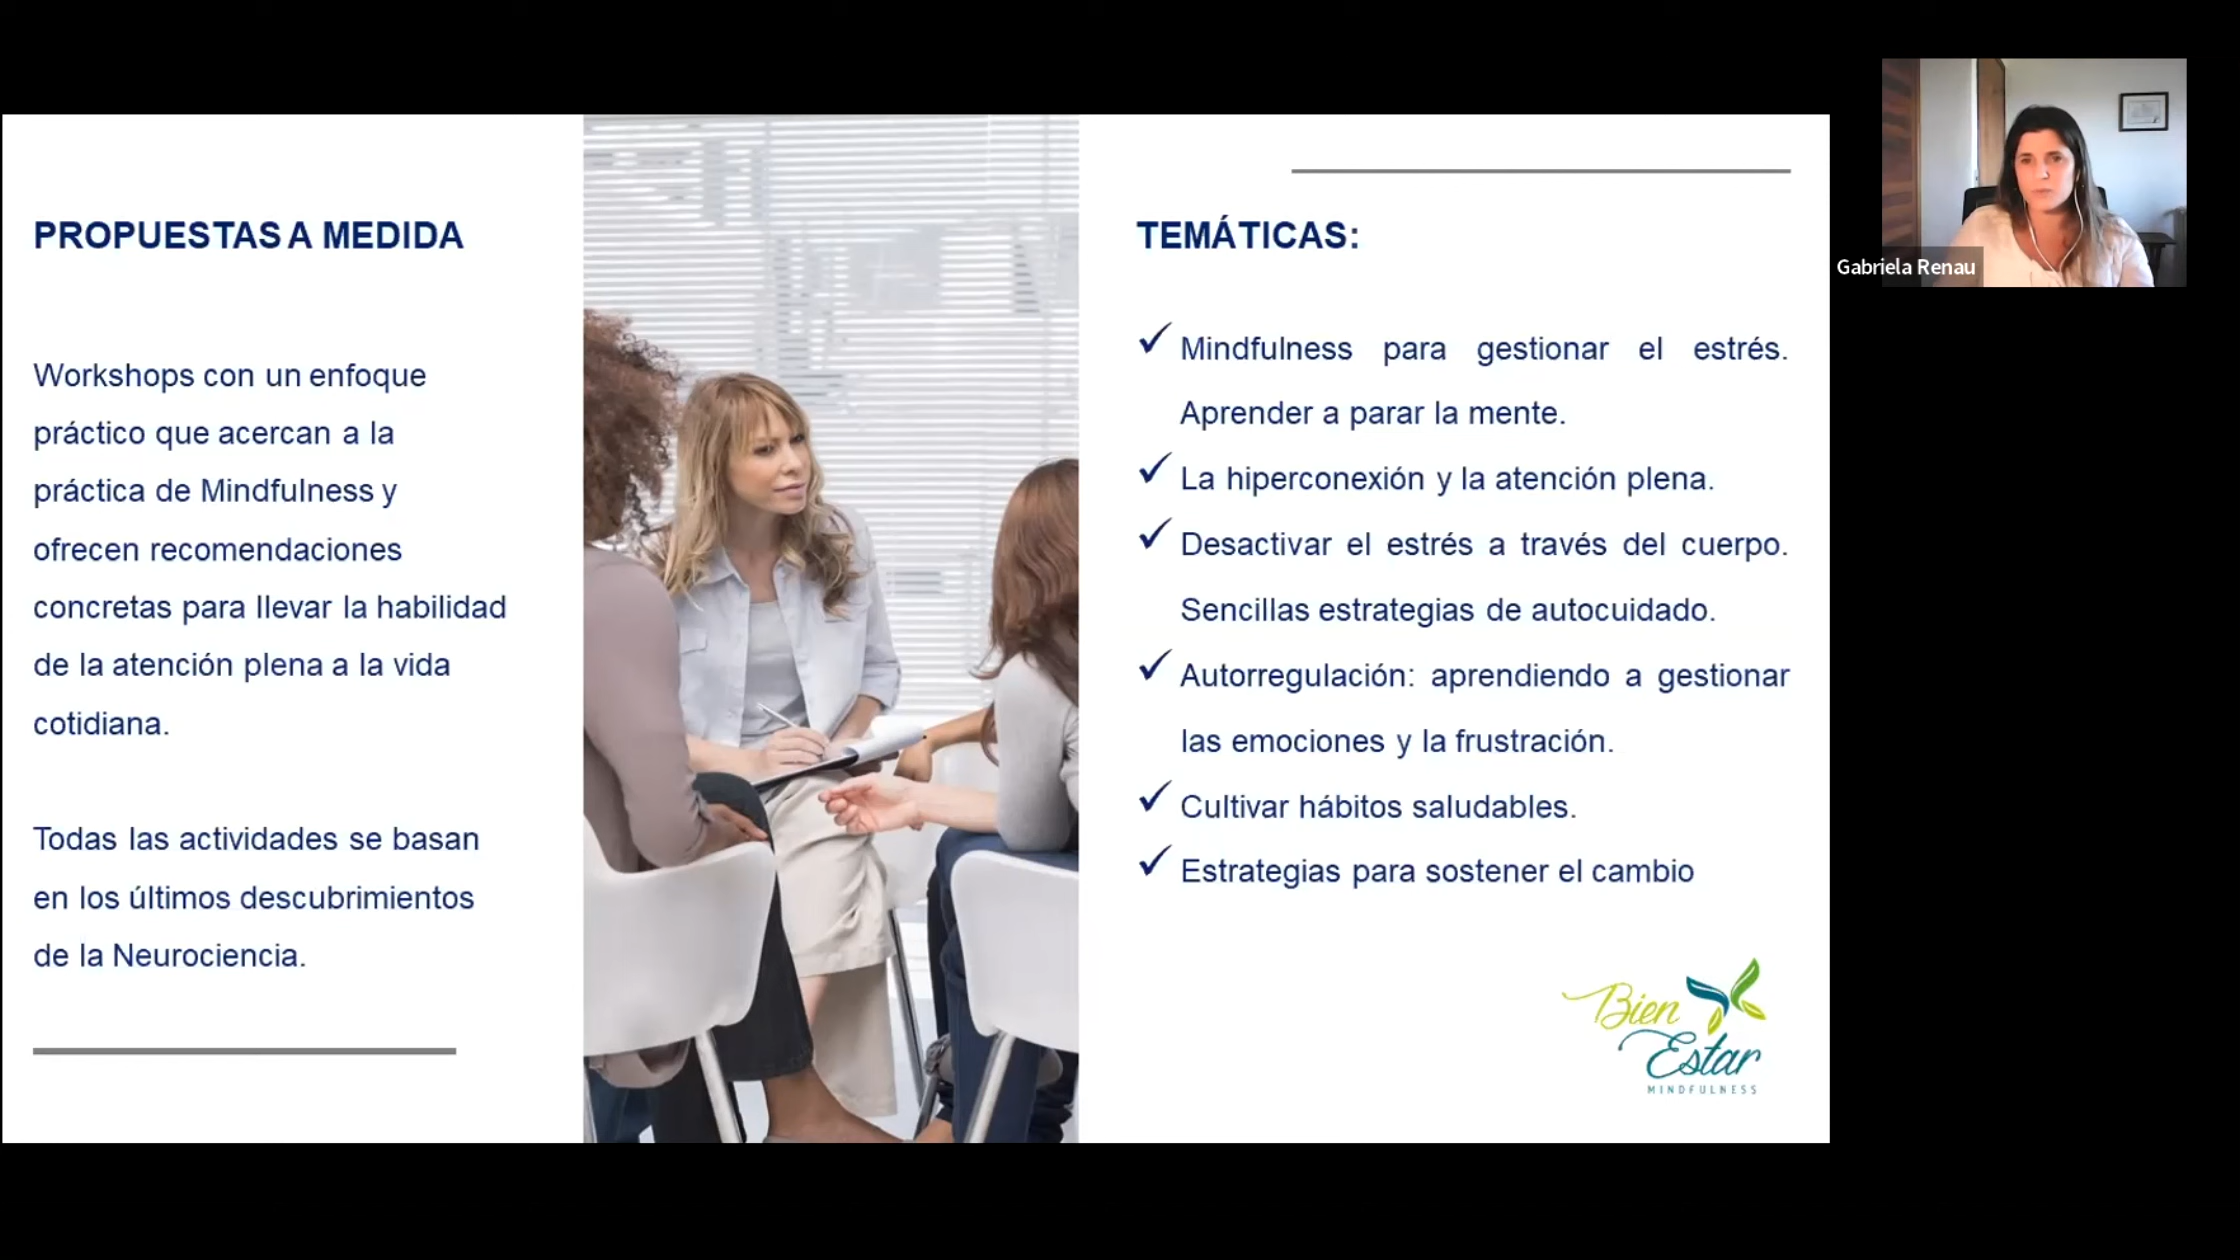 PROPUESTAS A MEDIDA
Workshops con un enfoque
práctico que acercan a la
práctica de Mindfulness y
ofrecen recomendaciones
concretas para llevar la habilidad
de la atención plena a la vida
cotidiana.
Todas las actividades se basan
en los últimos descubrimientos
de la Neurociencia.
TEMÁTICAS:
Mindfulness para gestionar el estrés.
Aprender a parar la mente.
La hiperconexión y la atención plena.
Desactivar el estrés a través del cuerpo.
Sencillas estrategias de autocuidado.
Autorregulación: aprendiendo a gestionar
las emociones y la frustración.
Cultivar hábitos saludables.
Estrategias para sostener el cambio
Bien
Estar
MINDFULNESS
Gabriela Renau